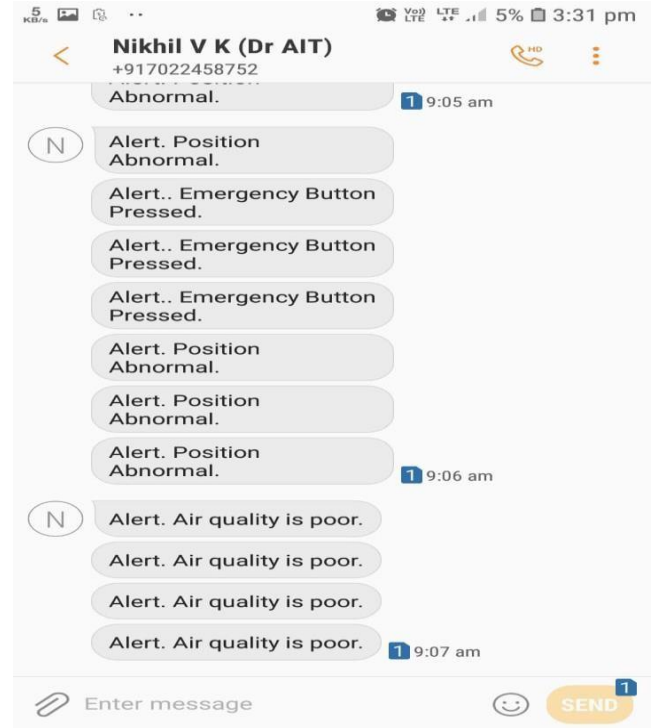 5
KB/s
Vo))
LTE
LTE
5%
3:31 pm
Nikhil V K (Dr AIT)
+917022458752
HD
Abnormal.
1 9:05 am
N
Alert. Position
Abnormal.
Alert.. Emergency Button
Pressed.
Alert.. Emergency Button
Pressed.
Alert.. Emergency Button
Pressed.
Alert. Position
Abnormal.
Alert. Position
Abnormal.
Alert. Position
Abnormal.
1 9:06 am
N
Alert. Air quality is poor.
Alert. Air quality is poor.
Alert. Air quality is poor.
Alert. Air quality is poor.
1 9:07 am
Enter message
SEND
1